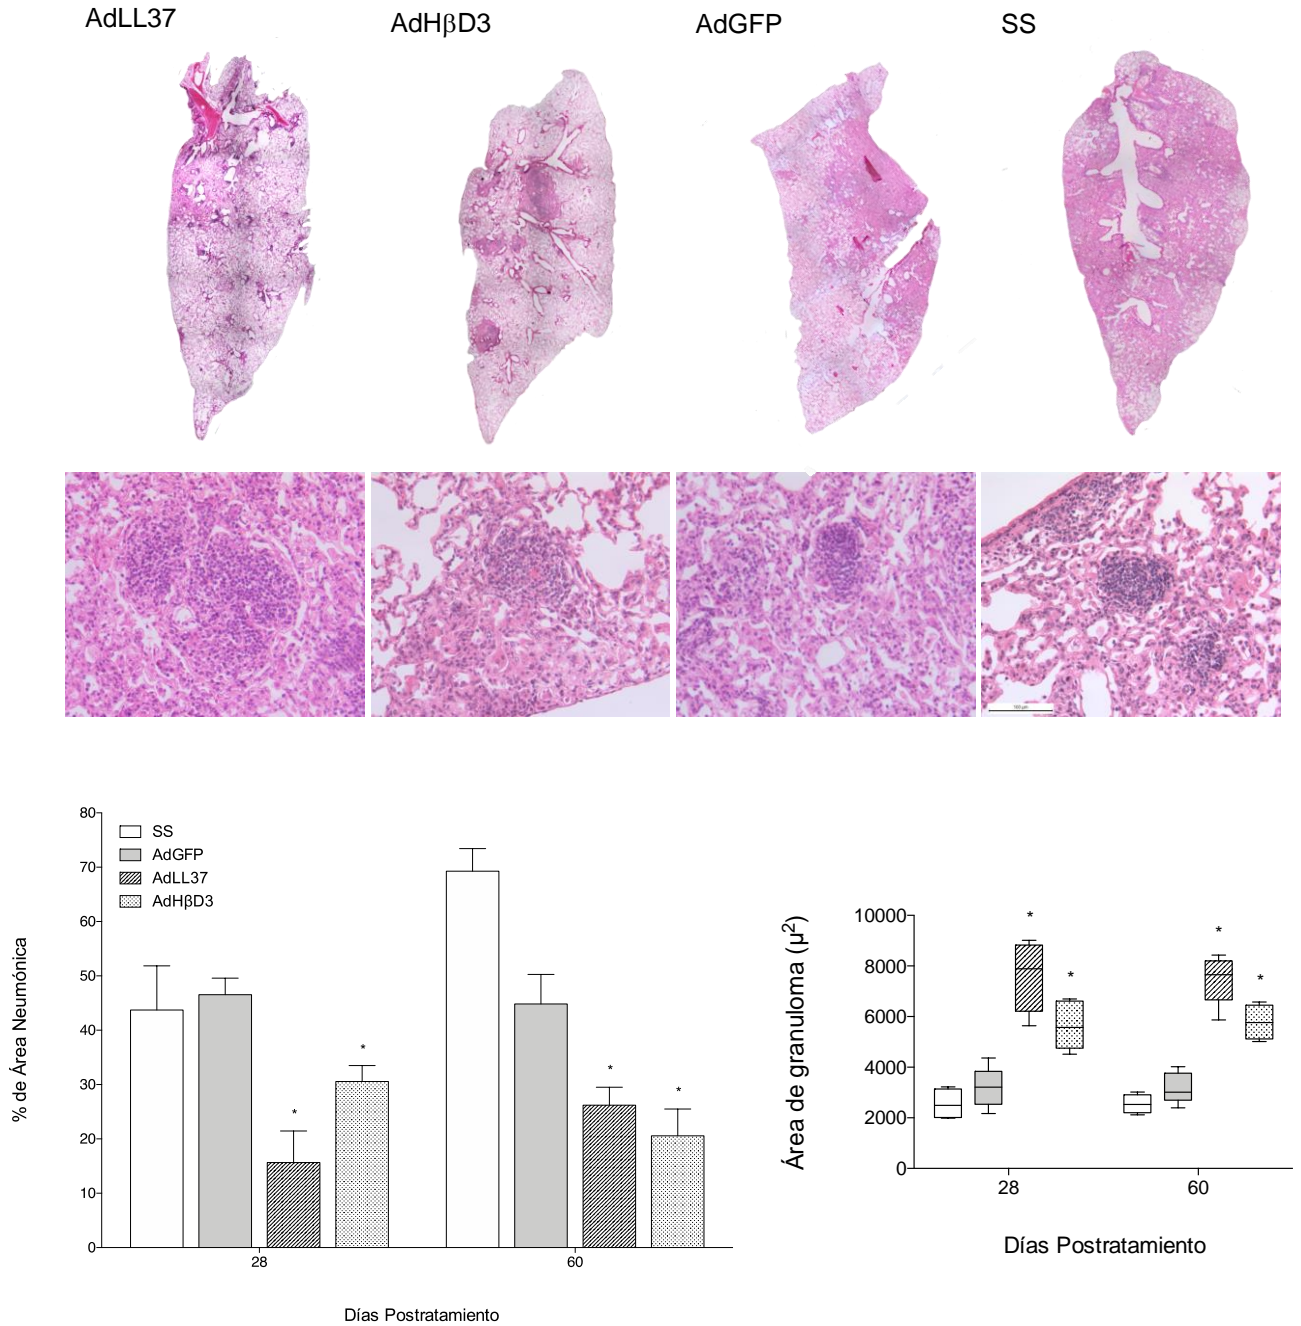 AdLL37
AdHβD3
AdGFP
SS
100 µm
80
70
60
50
40
30
20
10
0
% de Área Neumónica
SS
AdGFP
AdLL37
AdHβD3
*
*
*
*
28
60
Días Postratamiento
10000
8000
6000
4000
2000
0
Área de granuloma (µ²)
*
*
*
*
28
60
Días Postratamiento